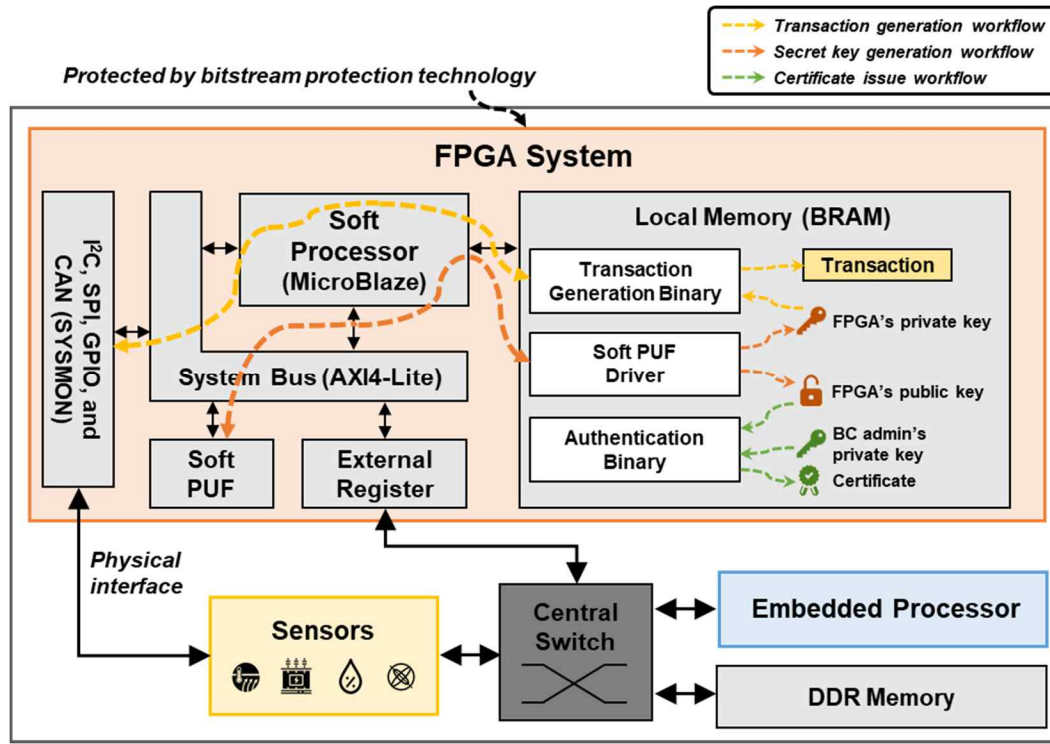 Transaction generation workflow
Secret key generation workflow
Certificate issue workflow
Protected by bitstream protection technology
FPGA System
I²C, SPI, GPIO, and
CAN (SYSMON)
Soft
Processor
(MicroBlaze)
System Bus (AXI4-Lite)
Soft
PUF
External
Register
Local Memory (BRAM)
Transaction
Generation Binary
Transaction
FPGA's private key
Soft PUF
Driver
FPGA's public key
Authentication
Binary
BC admin's
private key
Certificate
Physical
interface
Sensors
Central
Switch
Embedded Processor
DDR Memory